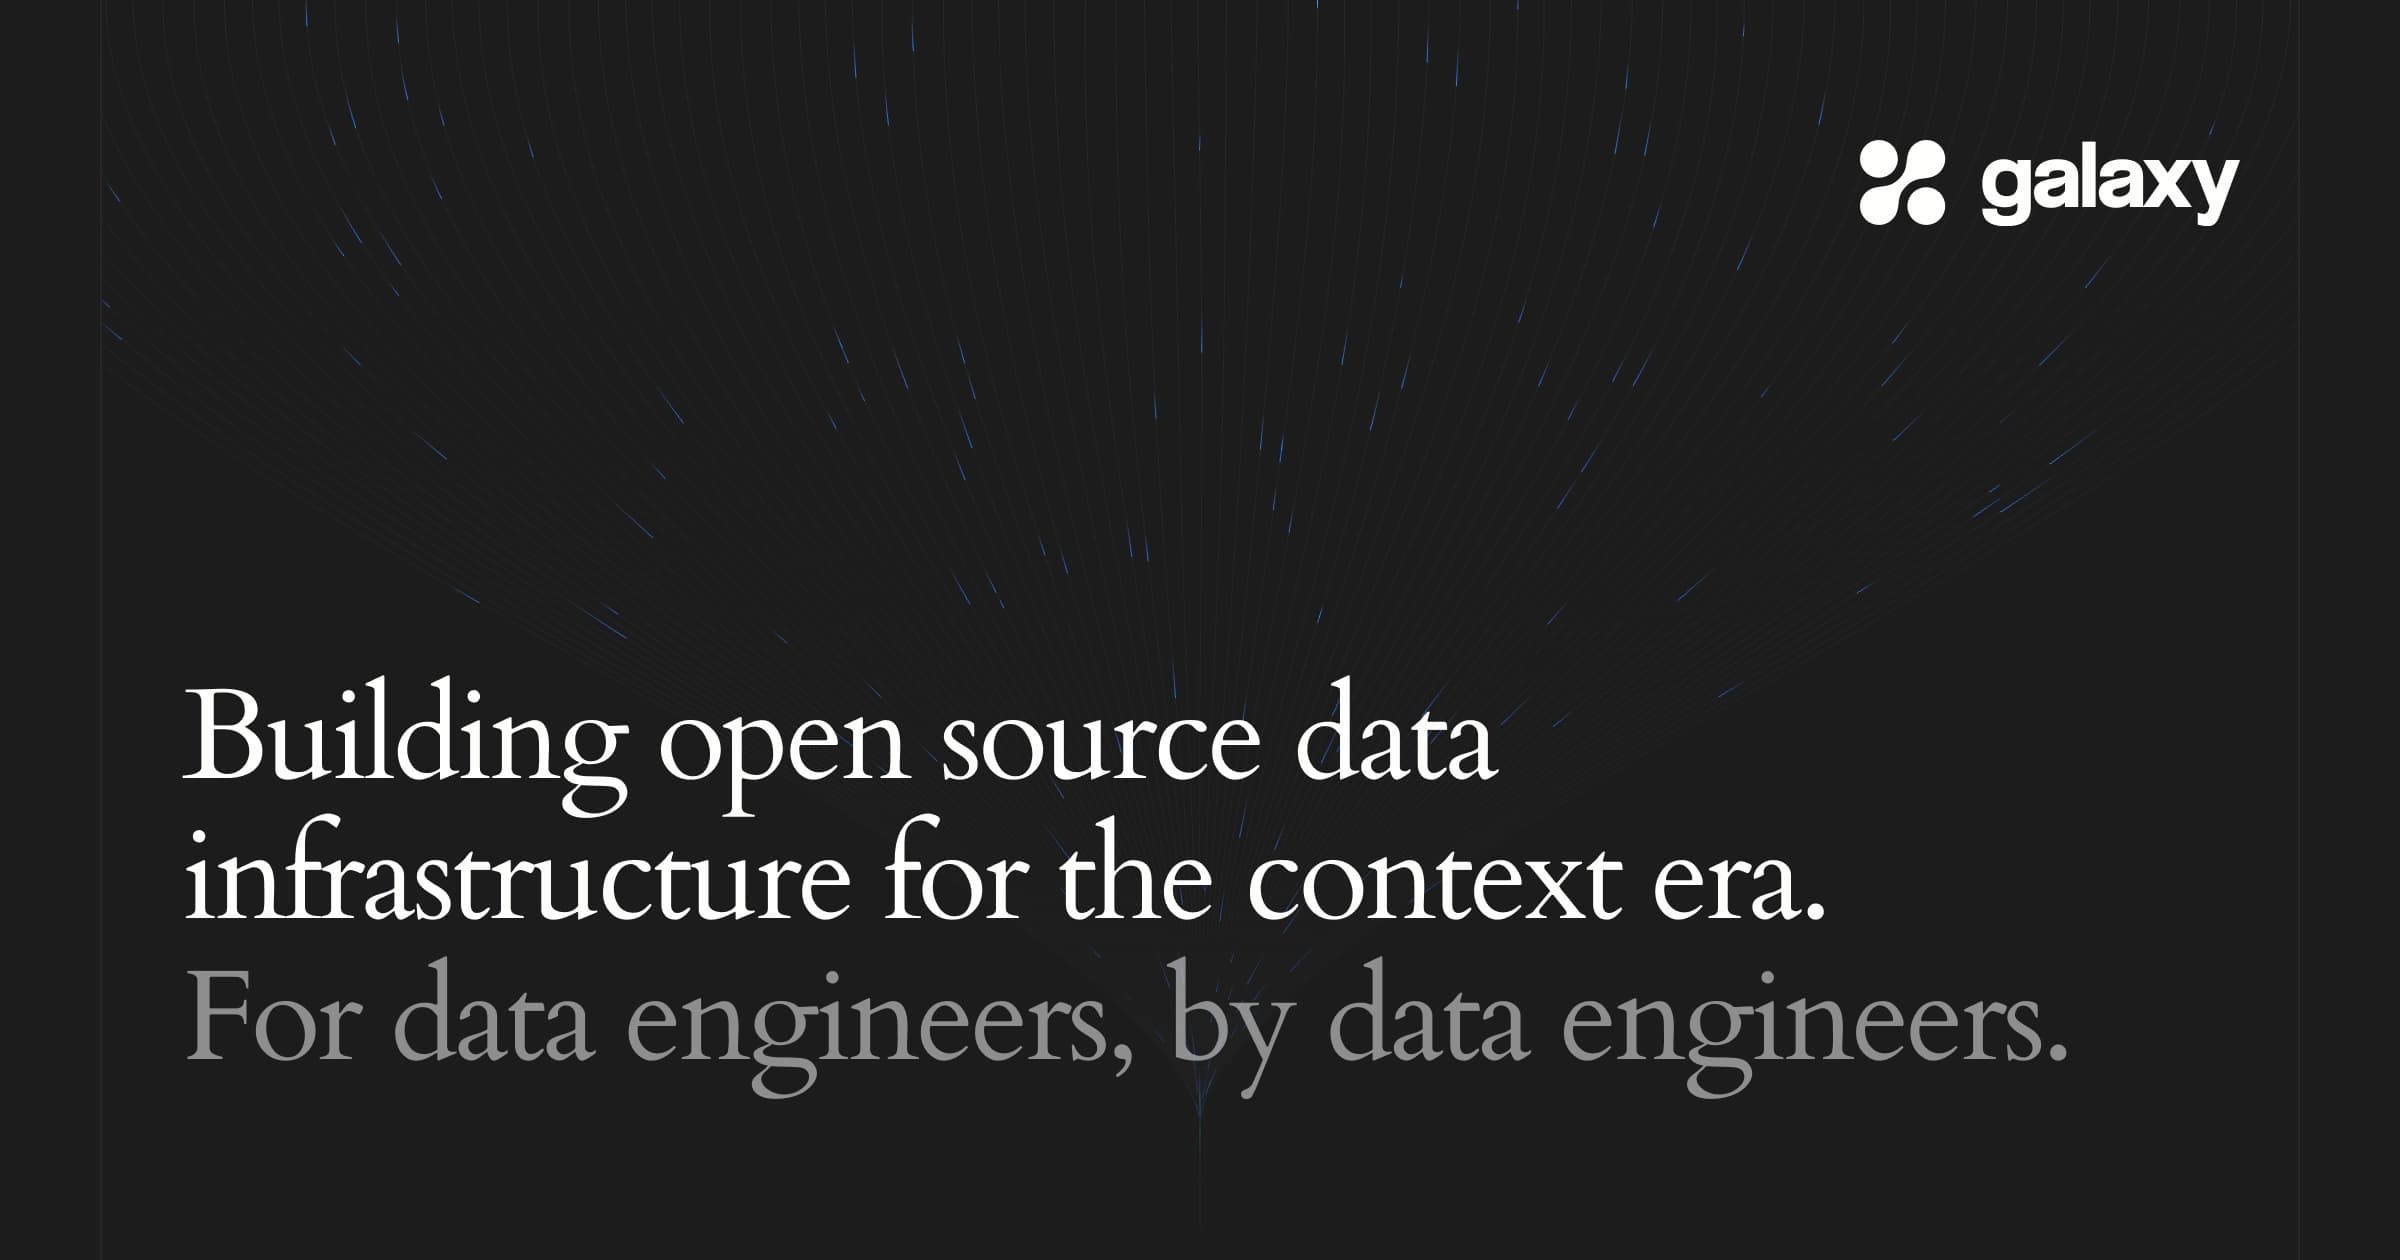 galaxy
Building open source data
infrastructure for the context era.
For data engineers, by data engineers.